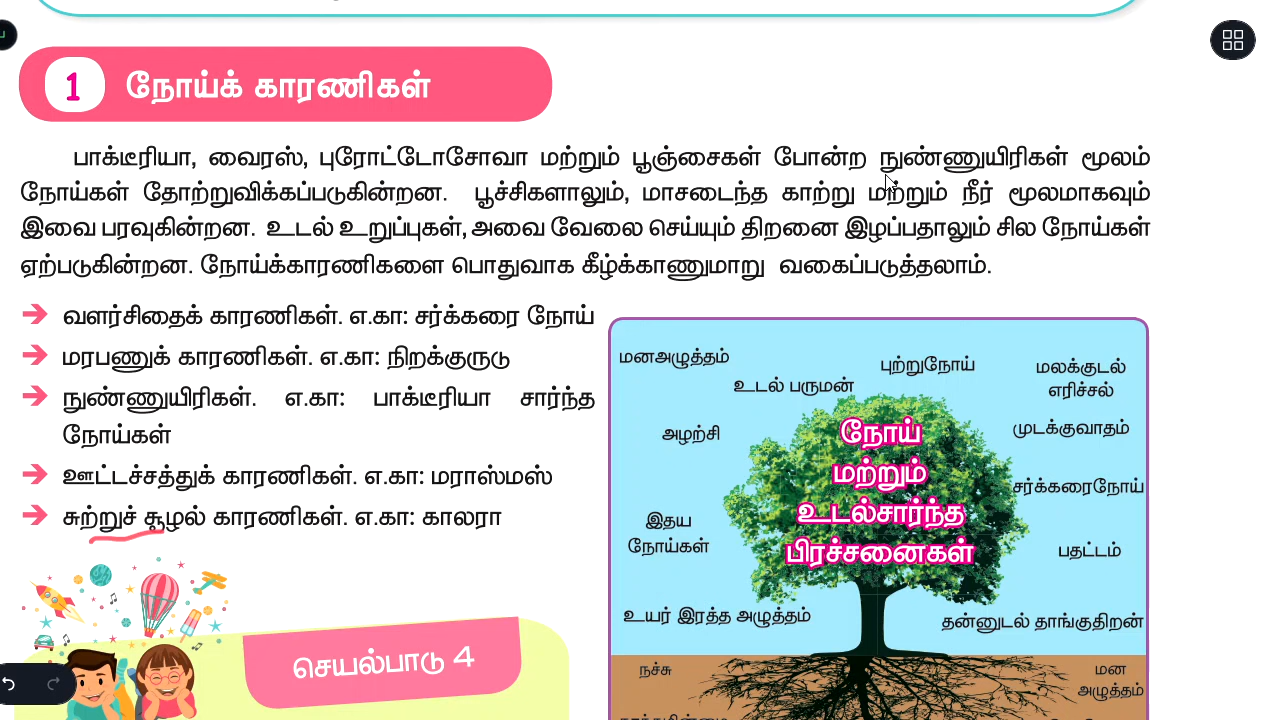 1 நோய்க் காரணிகள்
பாக்டீரியா, வைரஸ், புரோட்டோசோவா மற்றும் பூஞ்சைகள் போன்ற நுண்ணுயிரிகள் மூலம்
நோய்கள் தோற்றுவிக்கப்படுகின்றன. பூச்சிகளாலும், மாசடைந்த காற்று மற்றும் நீர் மூலமாகவும்
இவை பரவுகின்றன. உடல் உறுப்புகள், அவை வேலை செய்யும் திறனை இழப்பதாலும் சில நோய்கள்
ஏற்படுகின்றன. நோய்க்காரணிகளை பொதுவாக கீழ்க்காணுமாறு வகைப்படுத்தலாம்.
வளர்சிதைக் காரணிகள். எ.கா: சர்க்கரை நோய்
மரபணுக் காரணிகள். எ.கா: நிறக்குருடு
நுண்ணுயிரிகள். எ.கா: பாக்டீரியா சார்ந்த
நோய்கள்
ஊட்டச்சத்துக் காரணிகள். எ.கா: மராஸ்மஸ்
சுற்றுச் சூழல் காரணிகள். எ.கா: காலரா
செயல்பாடு 4
மனஅழுத்தம்
உடல் பருமன்
புற்றுநோய்
மலக்குடல்
எரிச்சல்
அழற்சி
முடக்குவாதம்
நோய்
மற்றும்
உடல்சார்ந்த
பிரச்சனைகள்
சர்க்கரைநோய்
இதய
நோய்கள்
பதட்டம்
உயர் இரத்த அழுத்தம்
தன்னுடல் தாங்குதிறன்
நச்சு
மன
அழுத்தம்